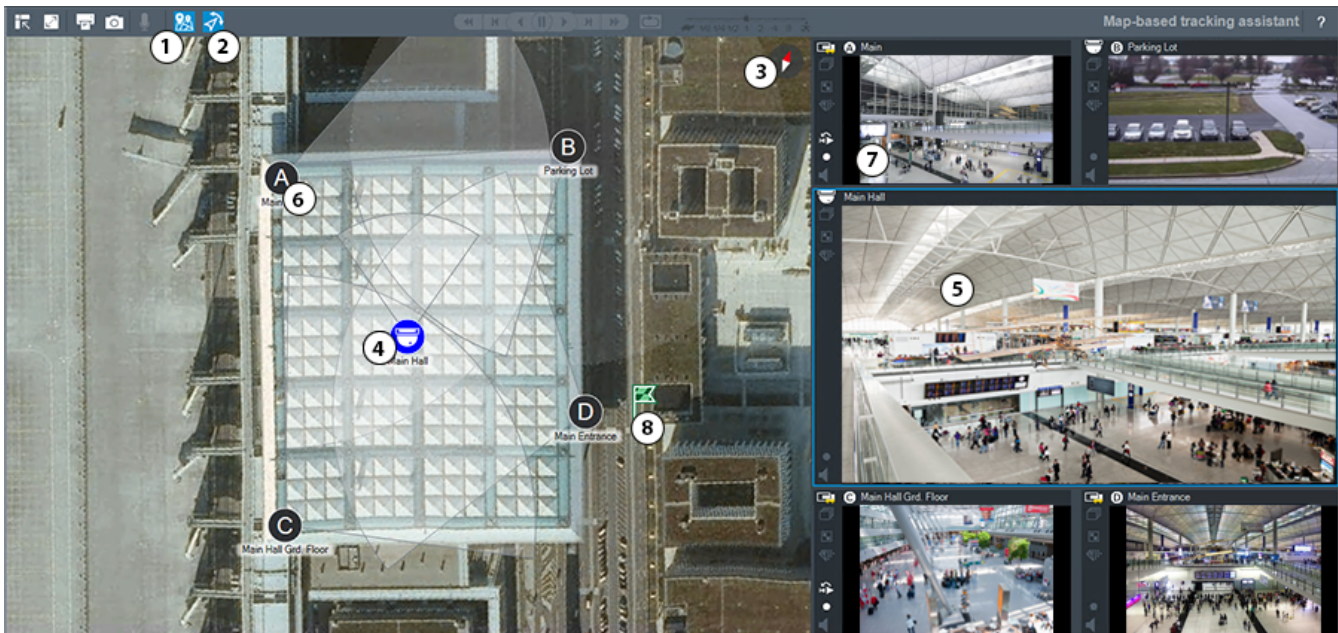 Map-based tracking assistant ?
1
2
3
A Main
B Parking Lot
7
A
Main
6
B
Parking Lot
Main Hall
5
4
Main Hall
D
Main Entrance
8
C
Main Hall Grd. Floor
C Main Hall Grd. Floor
D Main Entrance